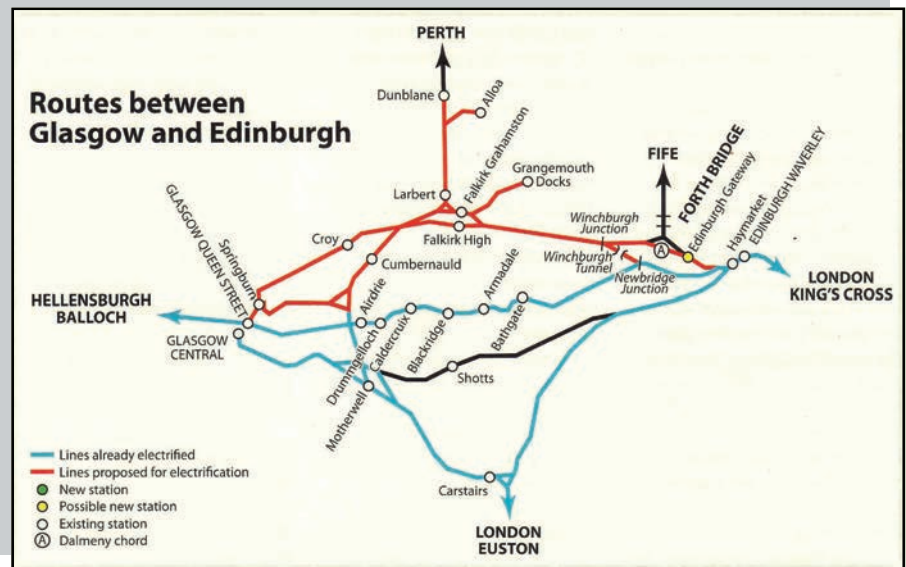 Routes between
Glasgow and Edinburgh
PERTH
Dunblane
Alloa
Falkirk Grahamston
Grangemouth
Docks
Larbert
FIFE
FORTH BRIDGE
Edinburgh Gateway
Haymarket
EDINBURGH WAVERLEY
GLASGOW QUEEN STREET
Springburn
Croy
Falkirk High
Cumbernauld
Winchburgh
Junction
A
Winchburgh
Tunnel
Newbridge
Junction
LONDON
KING'S CROSS
HELLENSBURGH
BALLOCH
GLASGOW
CENTRAL
Airdrie
Drummgelloch
Caldercruix
Blackridge
Armadale
Bathgate
Motherwell
Shotts
Carstairs
LONDON
EUSTON
Lines already electrified
Lines proposed for electrification
New station
Possible new station
Existing station
A Dalmeny chord